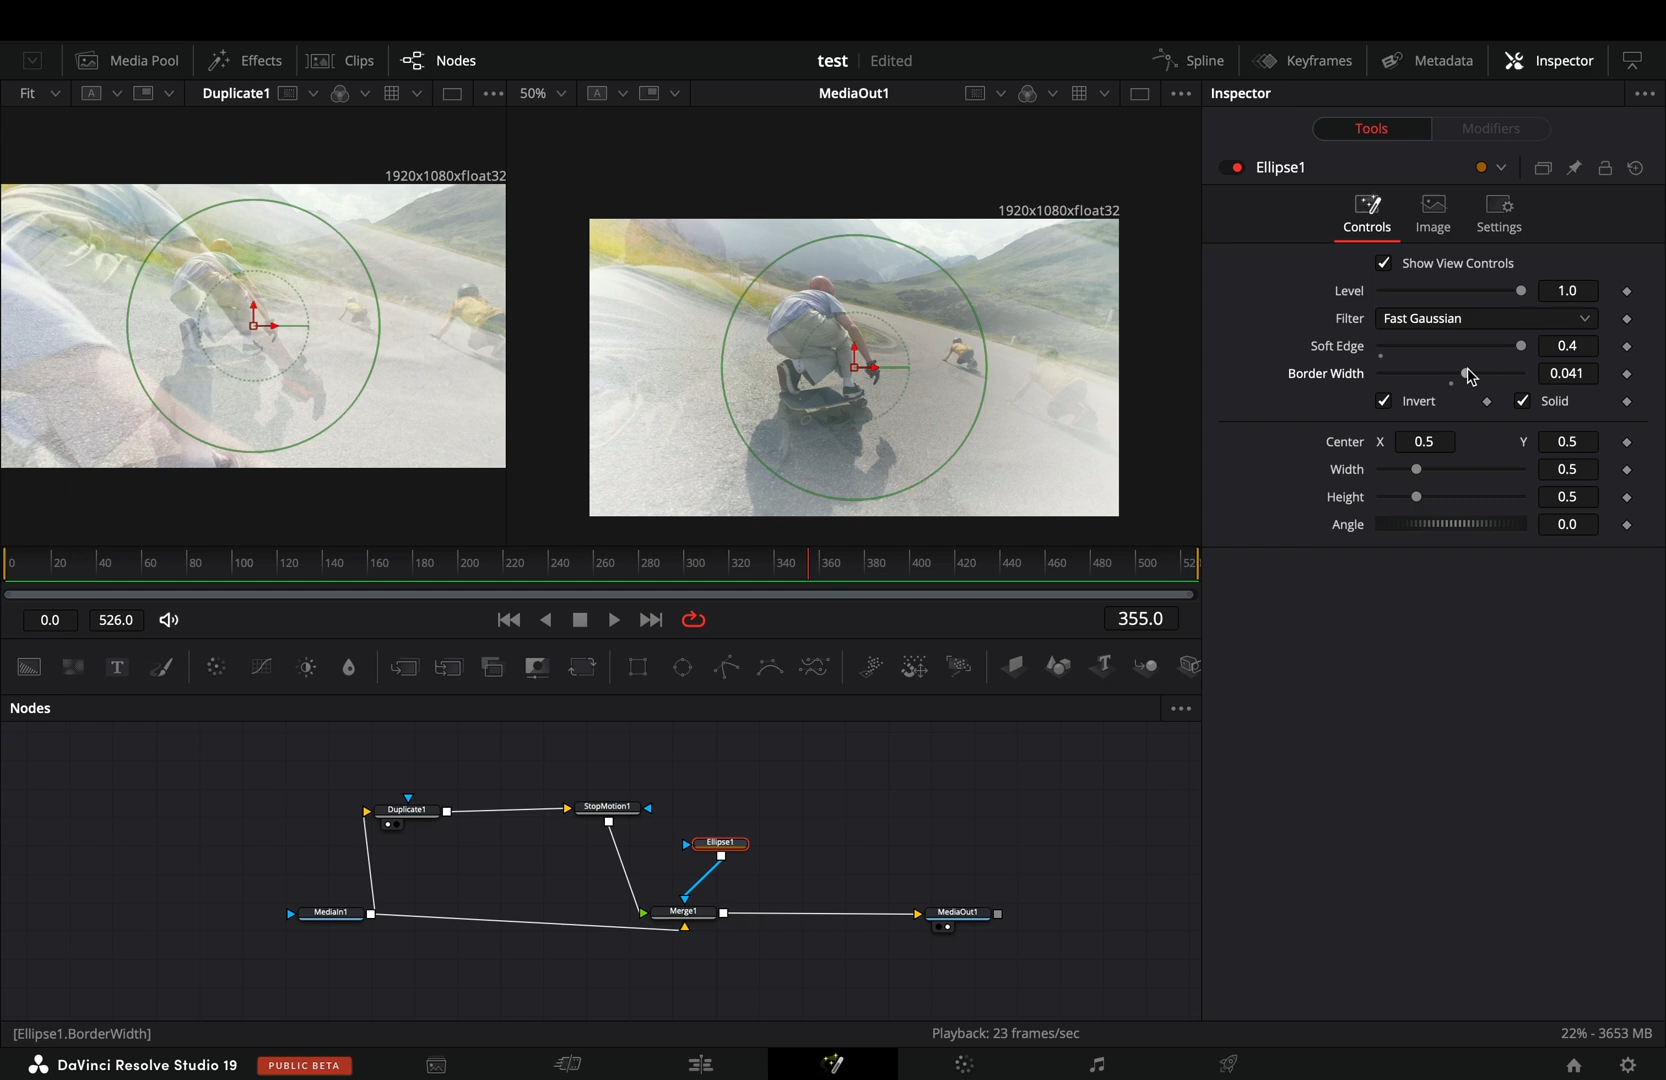 Media Pool Effects Clips Nodes test Edited Spline Keyframes Metadata Inspector
Fit A Duplicate1 50% A MediaOut1 Inspector
Tools Modifiers
Ellipse1
1920x1080xfloat32
1920x1080xfloat32
Controls Image Settings
Show View Controls
Level 1.0
Filter Fast Gaussian
Soft Edge 0.4
Border Width 0.041
Invert Solid
Center X 0.5 Y 0.5
Width 0.5
Height 0.5
Angle 0.0
0 20 40 60 80 100 120 140 160 180 200 220 240 260 280 300 320 340 360 380 400 420 440 460 480 500 52
0.0 526.0 355.0
T T
Nodes
Duplicate1 StopMotion1
Ellipse1
MediaIn1 Merge1 MediaOut1
[Ellipse1.BorderWidth] Playback: 23 frames/sec 22% - 3653 MB
DaVinci Resolve Studio 19 PUBLIC BETA